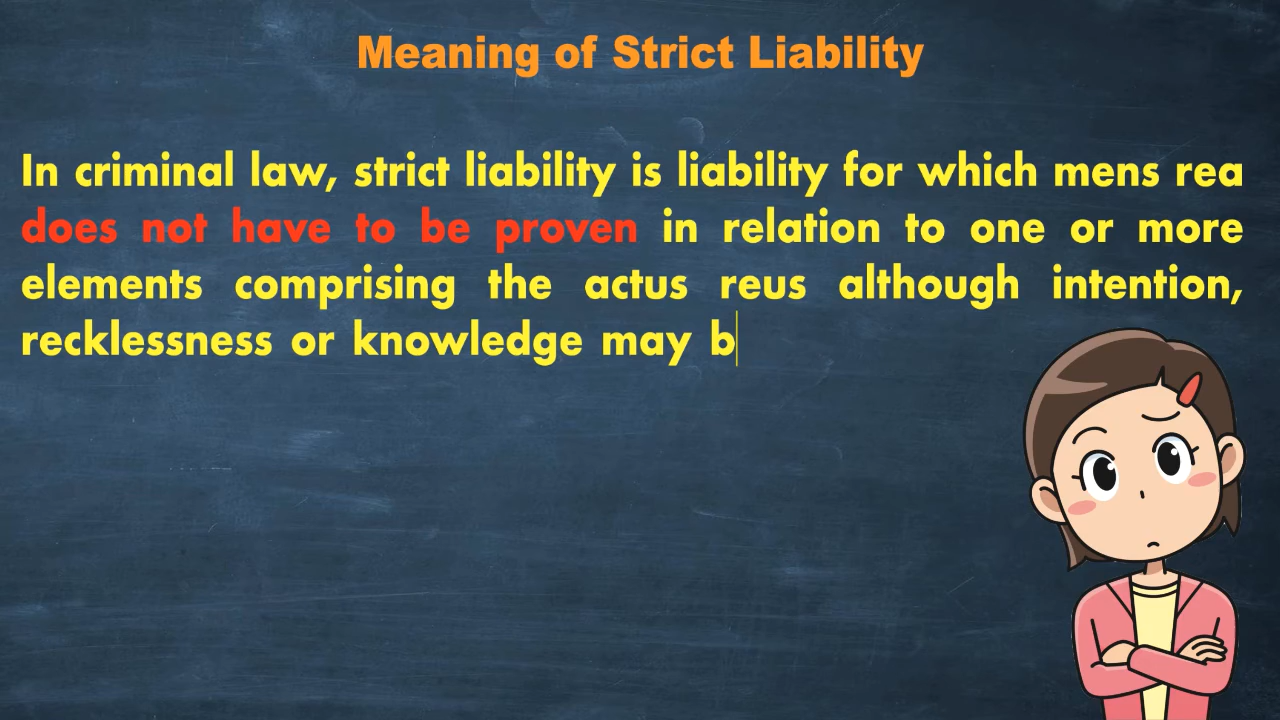 Meaning of Strict Liability
In criminal law, strict liability is liability for which mens rea
does not have to be proven in relation to one or more
elements comprising the actus reus although intention,
recklessness or knowledge may b